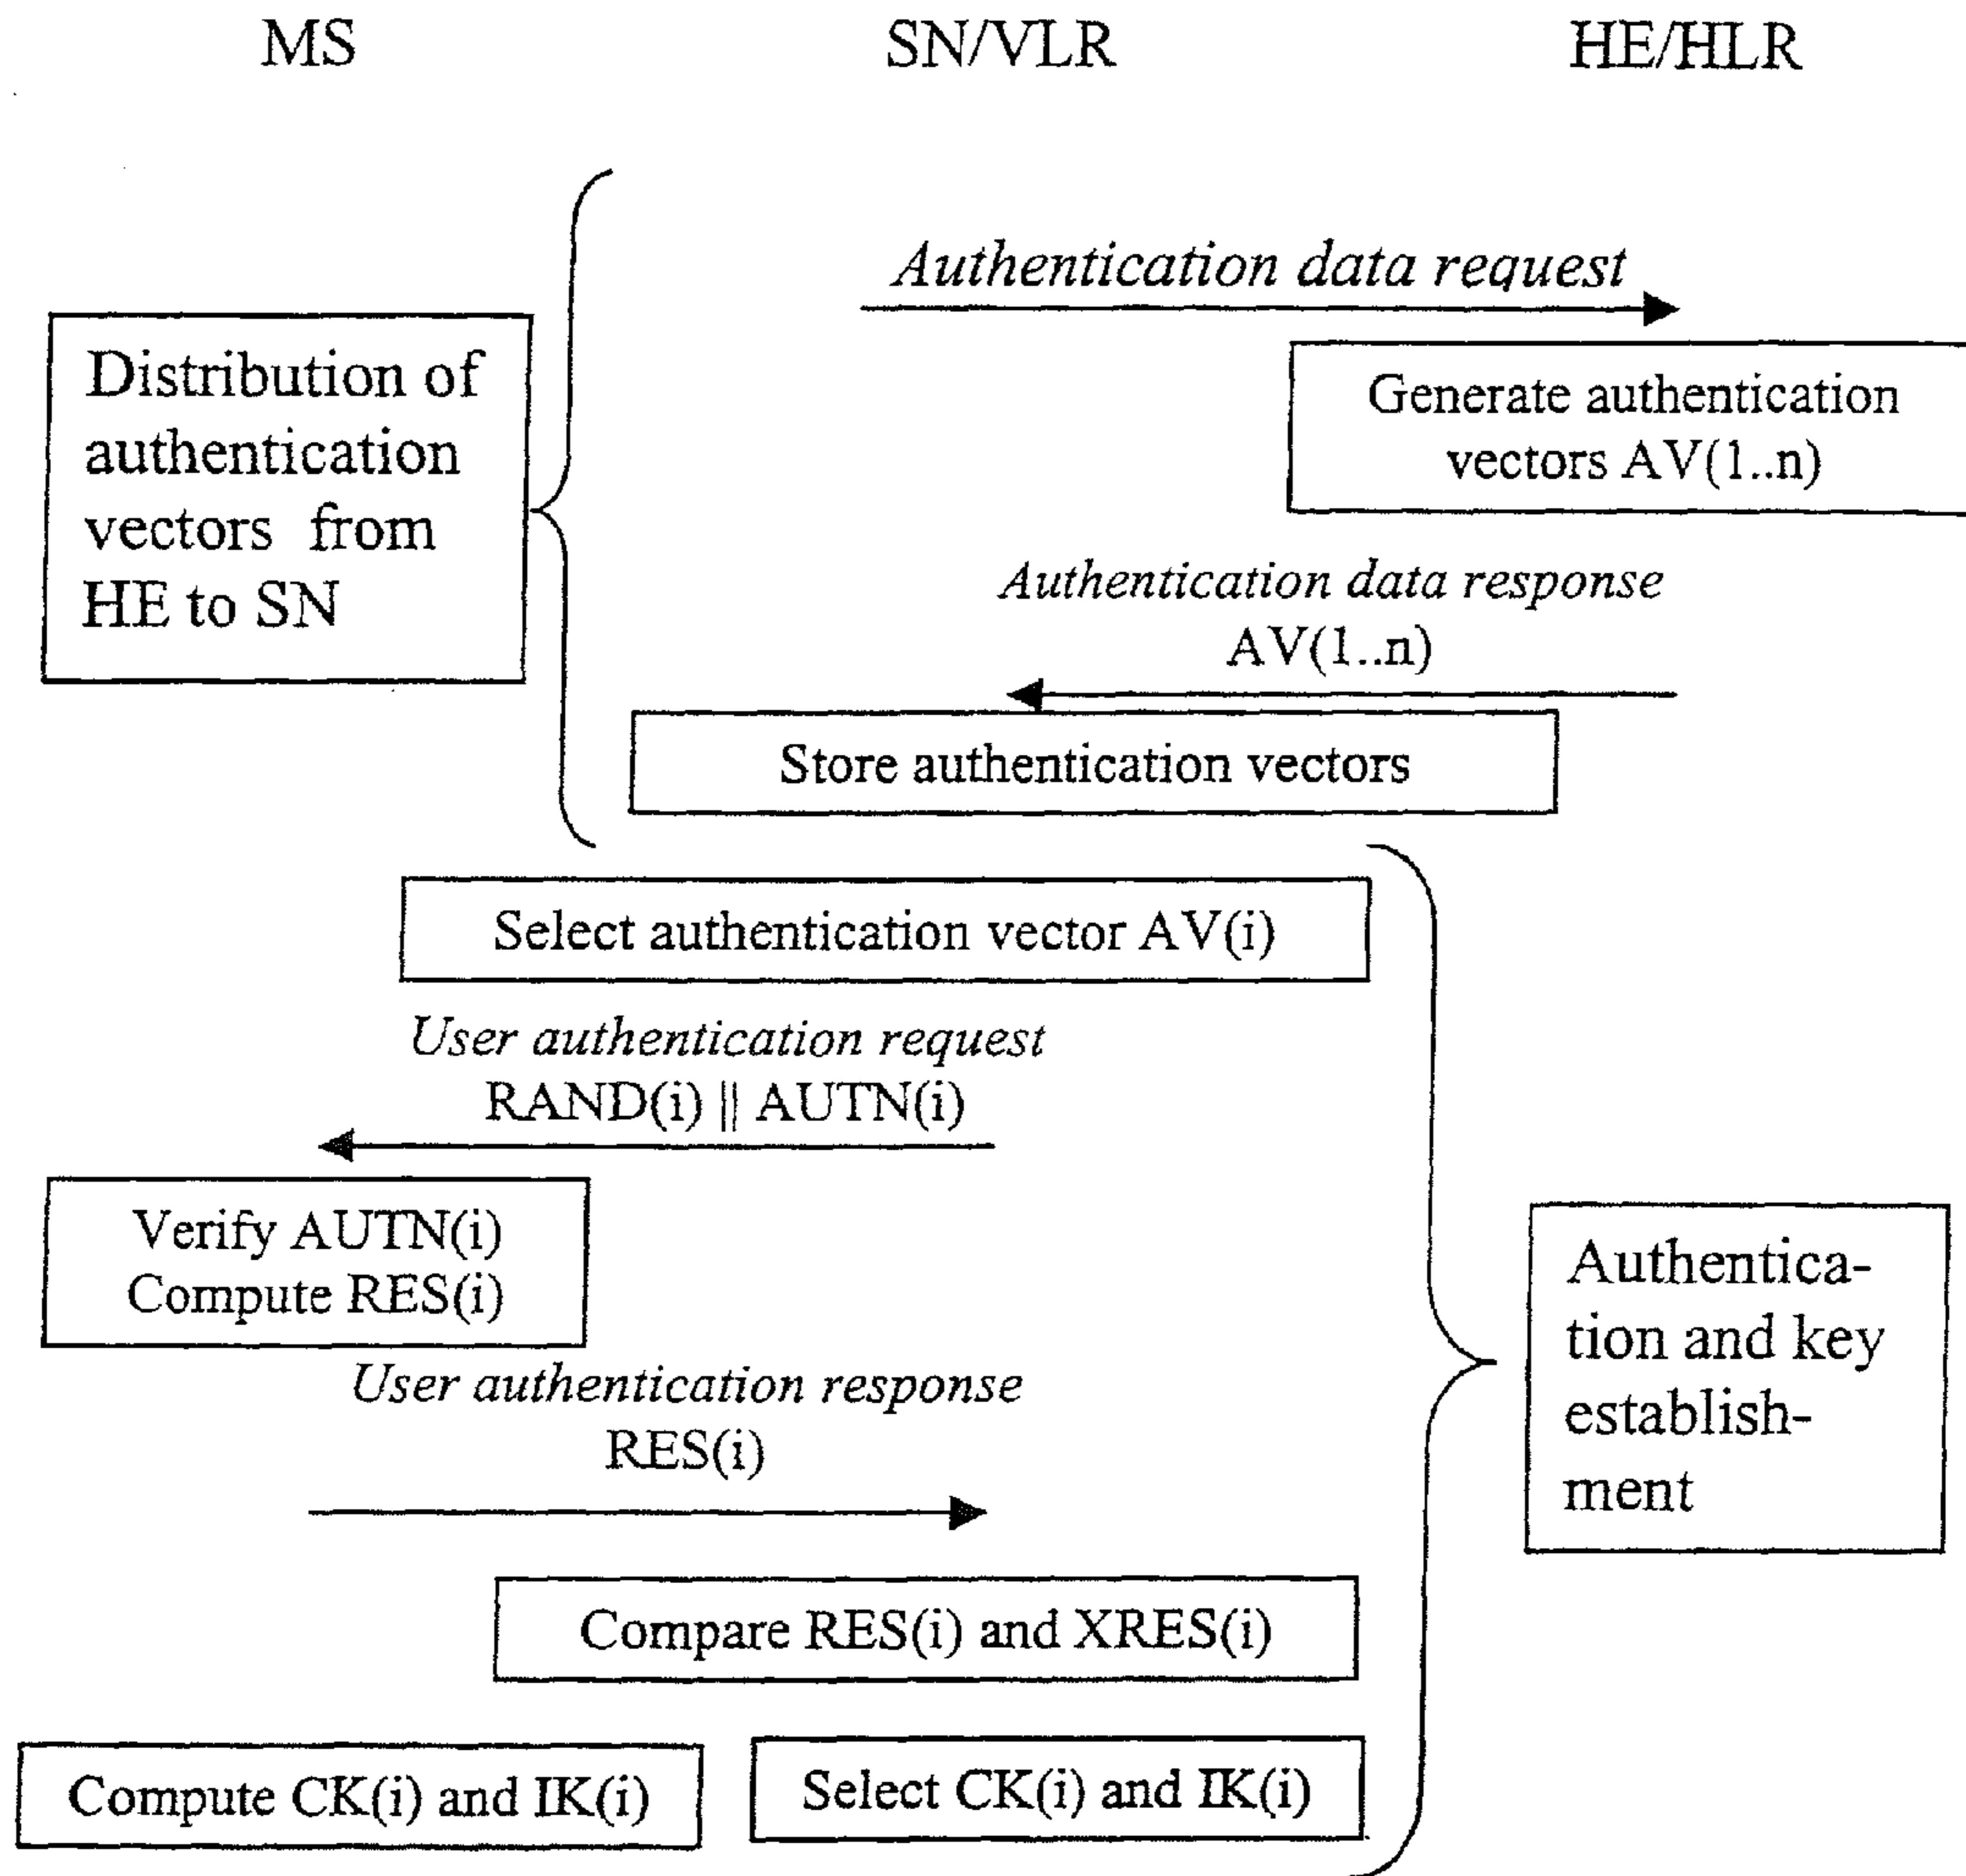 MS SN/VLR HE/HLR
Authentication data request
Distribution of
authentication
vectors from
HE to SN
Generate authentication
vectors AV(1..n)
Authentication data response
AV(1..n)
Store authentication vectors
Select authentication vector AV(i)
User authentication request
RAND(i) || AUTN(i)
Verify AUTN(i)
Compute RES(i)
User authentication response
RES(i)
Authentica-
tion and key
establish-
ment
Compare RES(i) and XRES(i)
Compute CK(i) and IK(i)
Select CK(i) and IK(i)